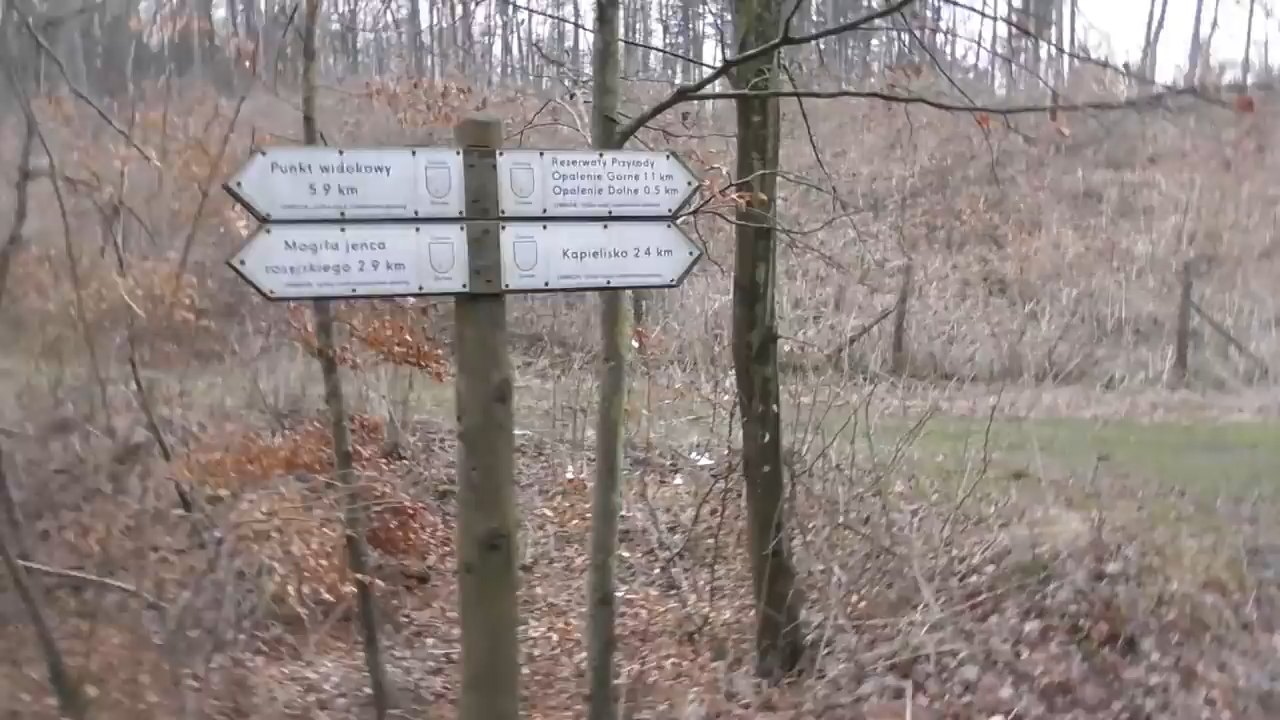 Punkt widokowy
5.9 km
Rezerwaty Przyrody
Opalenie Górne 1.1 km
Opalenie Dolne 0.5 km
Mogiła jeńca
rosyjskiego 2.9 km
Kąpielisko 2.4 km